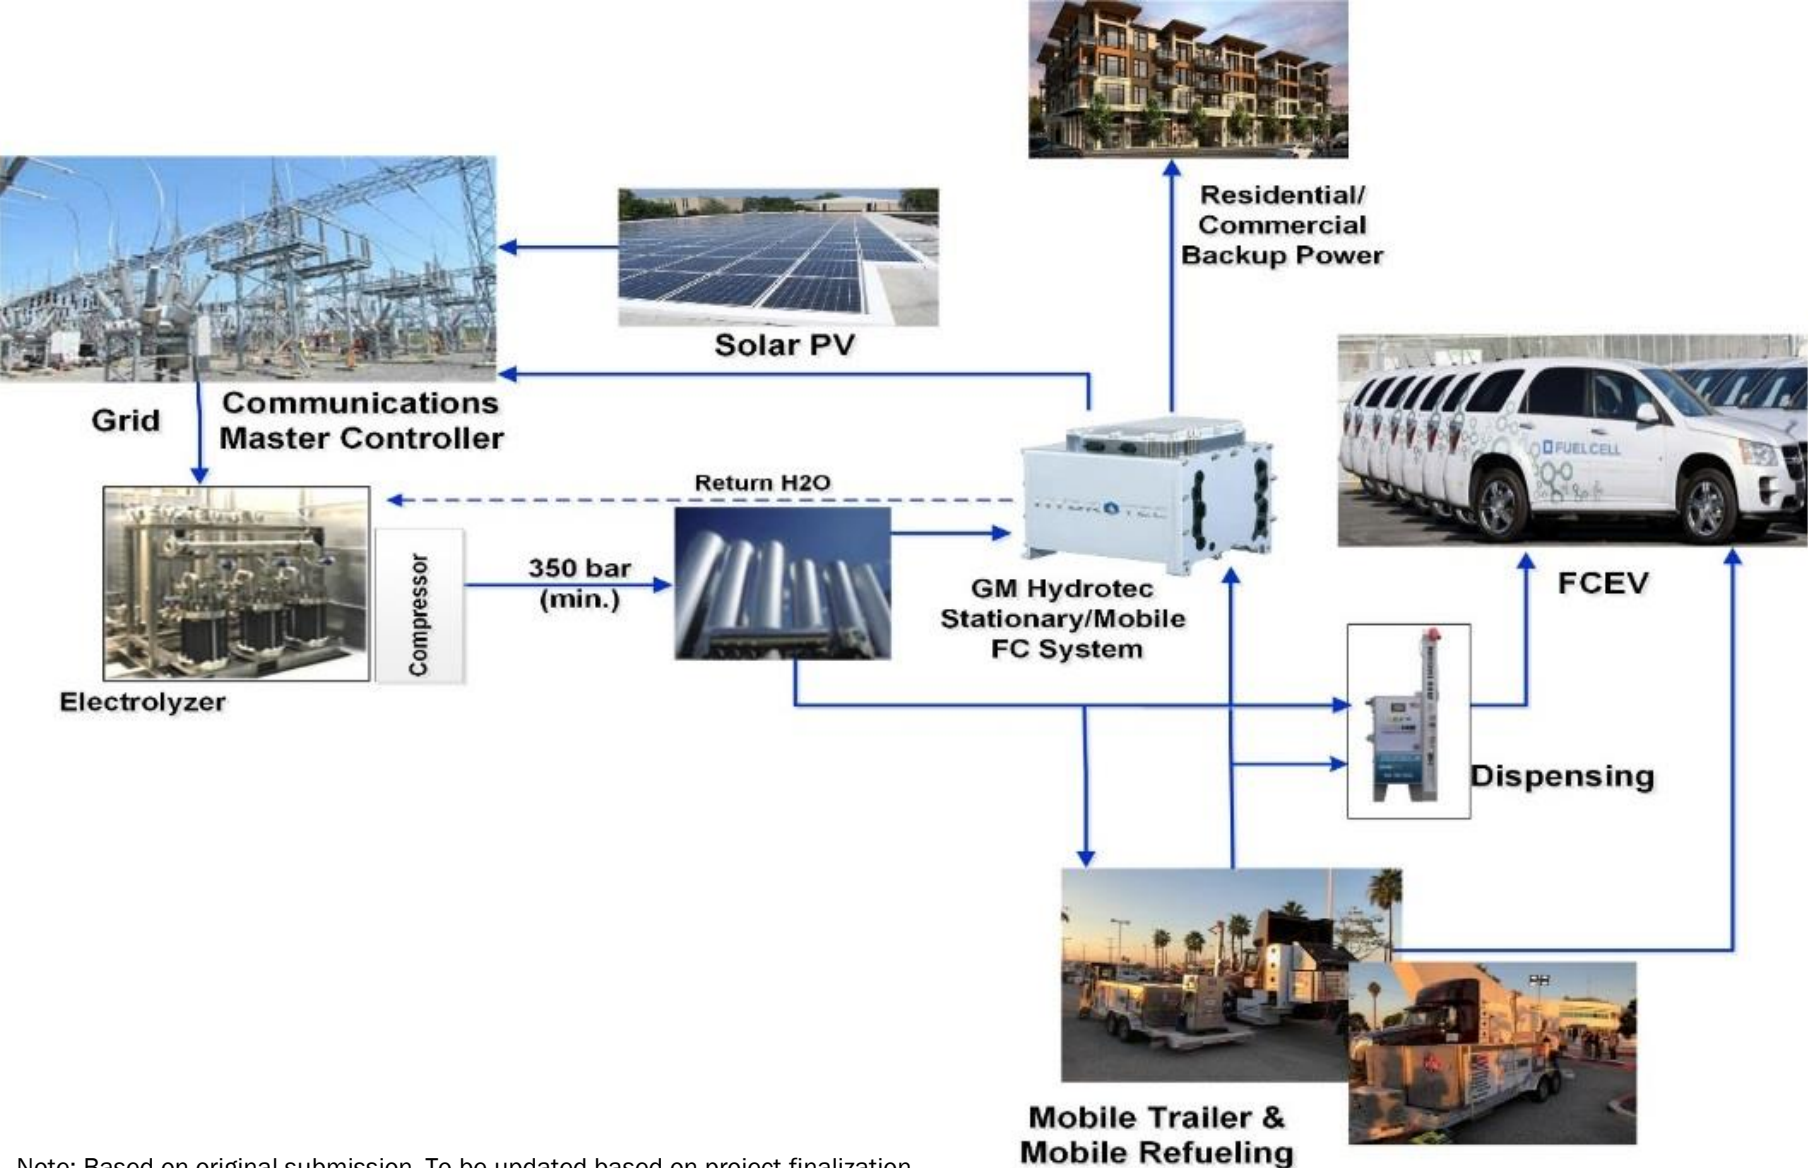 Residential/
Commercial
Backup Power
Solar PV
Grid
Communications
Master Controller
Return H2O
FUEL CELL
350 bar
(min.)
Compressor
GM Hydrotec
Stationary/Mobile
FC System
FCEV
Electrolyzer
Dispensing
Mobile Trailer &
Mobile Refueling
Note: Based on original submission. To be updated based on project finalization